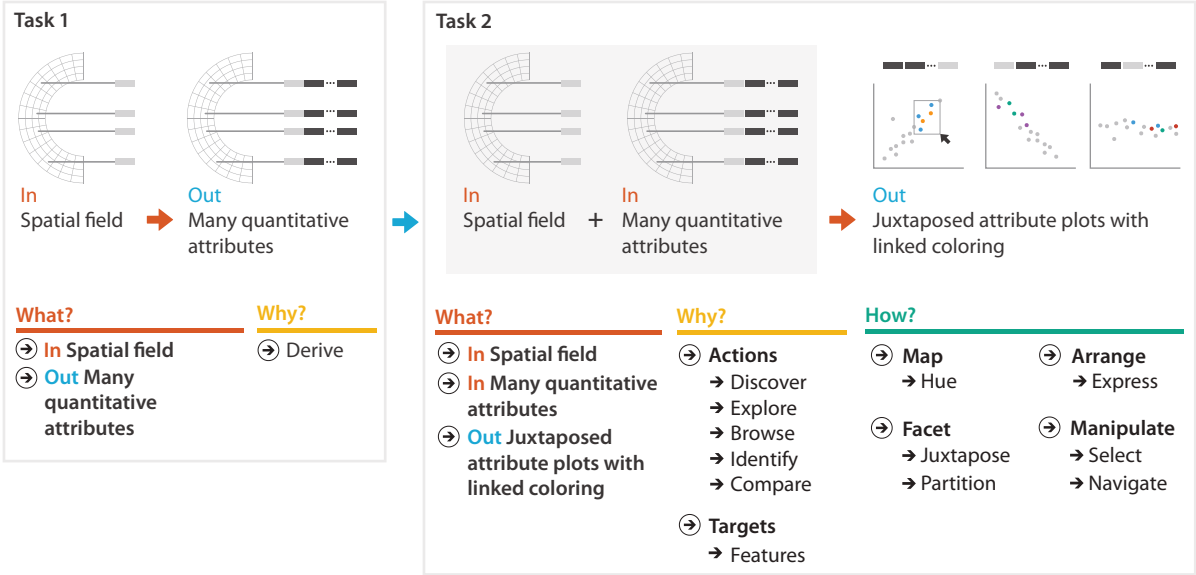 Task 1
In
Spatial field
Out
Many quantitative
attributes
What?
In Spatial field
Out Many
quantitative
attributes
Why?
Derive
Task 2
In
Spatial field
+
In
Many quantitative
attributes
Out
Juxtaposed attribute plots with
linked coloring
What?
In Spatial field
In Many quantitative
attributes
Out Juxtaposed
attribute plots with
linked coloring
Why?
Actions
Discover
Explore
Browse
Identify
Compare
Targets
Features
How?
Map
Hue
Facet
Juxtapose
Partition
Arrange
Express
Manipulate
Select
Navigate